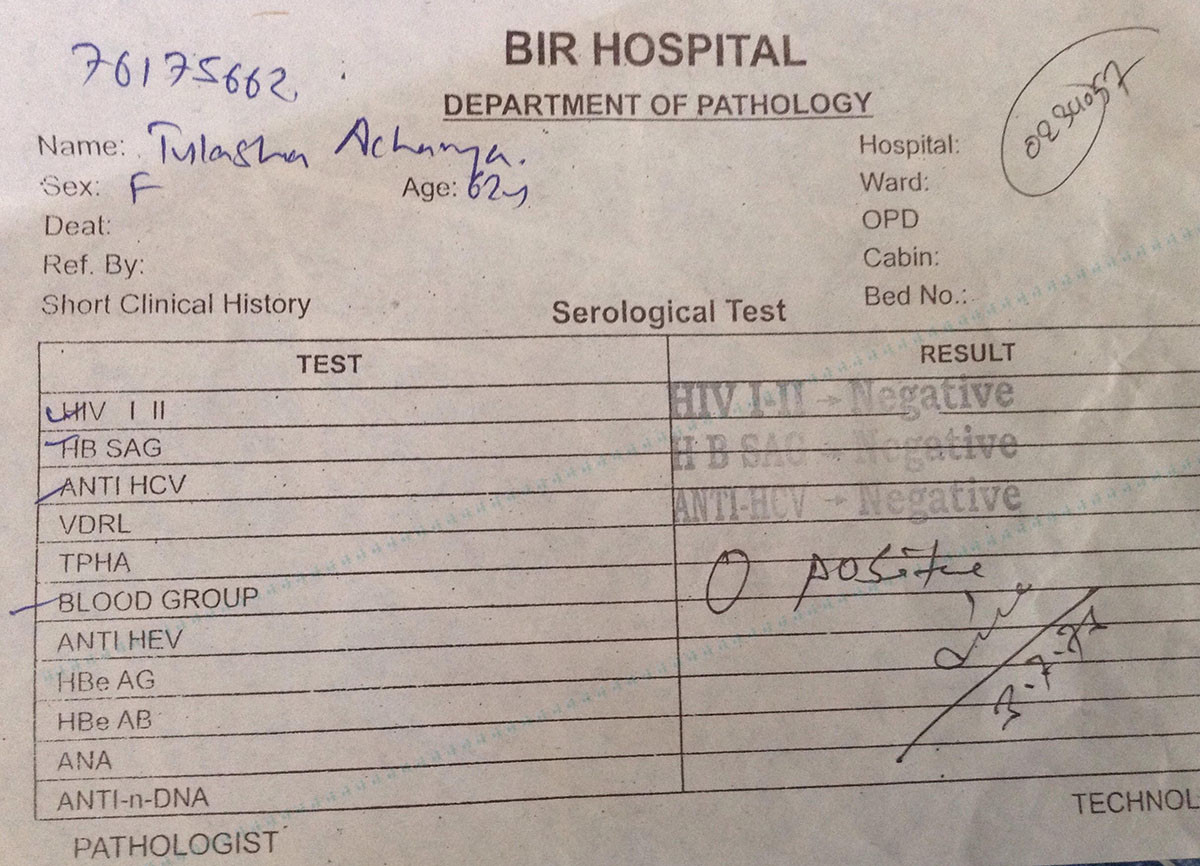 BIR HOSPITAL
76175662
DEPARTMENT OF PATHOLOGY
0234057
Name: Tulasha Acharya.
Hospital:
Sex: F Age: 62y
Ward:
Deat:
OPD
Ref. By:
Cabin:
Short Clinical History
Bed No.:
Serological Test
TEST RESULT
HIV I II HIV I-II → Negative
HB SAG H B SAG → Negative
ANTI HCV ANTI-HCV → Negative
VDRL
TPHA
BLOOD GROUP O positive
ANTI HEV
HBe AG
HBe AB
ANA
ANTI-n-DNA
TECHNOL
PATHOLOGIST